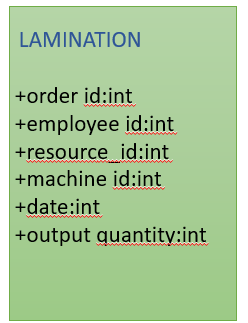 LAMINATION
+order id:int
+employee id:int
+resource_id:int
+machine id:int
+date:int
+output quantity:int